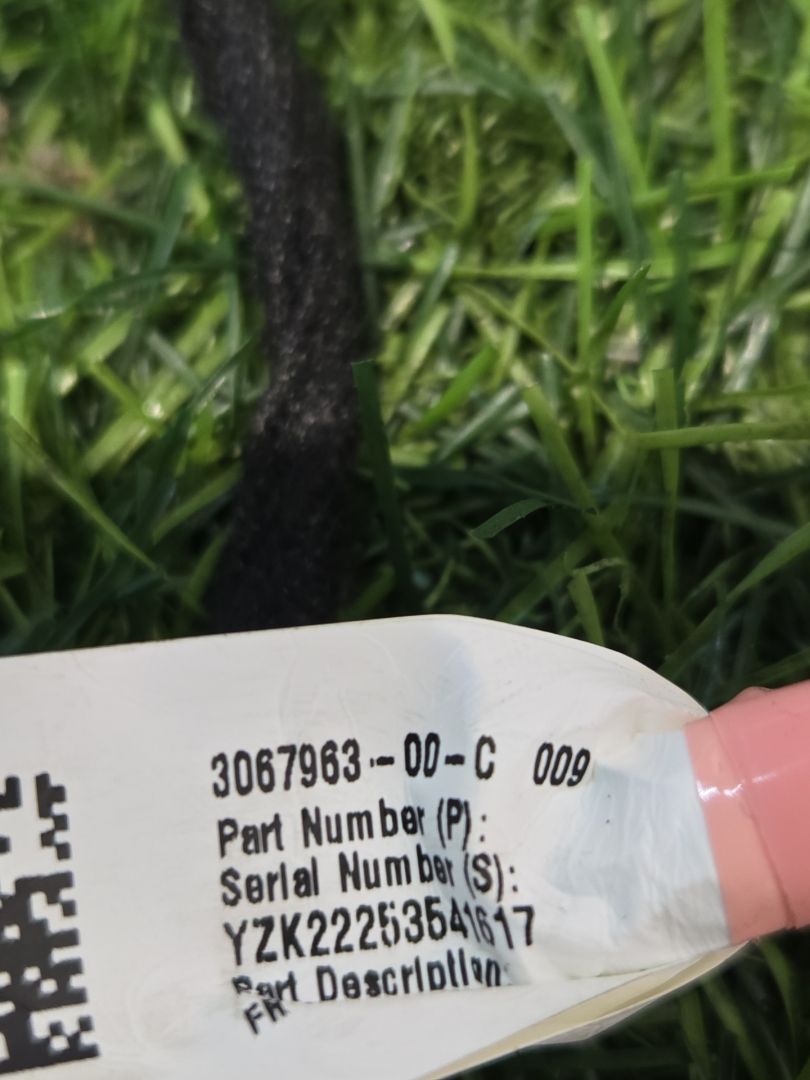 3067963--00-C 009
Part Number (P):
Serial Number (S):
YZK22253541617
Part Description